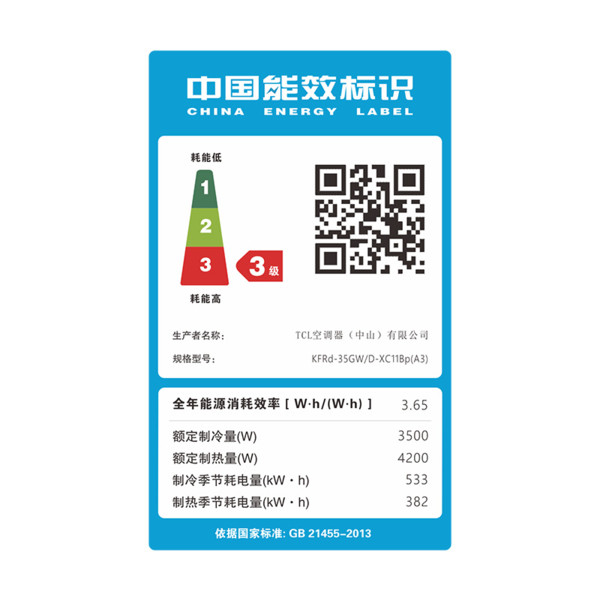 中国能效标识
CHINA ENERGY LABEL
耗能低
1
2
3
3级
耗能高
生产者名称: TCL空调器（中山）有限公司
规格型号: KFRd-35GW/D-XC11Bp(A3)
全年能源消耗效率 [ W·h/(W·h) ] 3.65
额定制冷量(W) 3500
额定制热量(W) 4200
制冷季节耗电量(kW·h) 533
制热季节耗电量(kW·h) 382
依据国家标准: GB 21455-2013